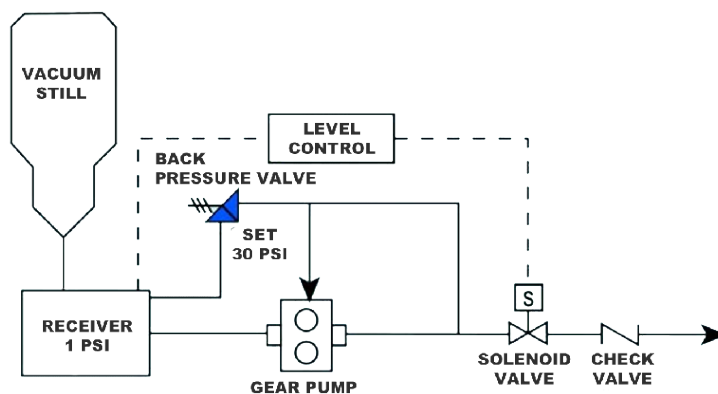 VACUUM
STILL
LEVEL
CONTROL
BACK
PRESSURE VALVE
SET
30 PSI
S
RECEIVER
1 PSI
GEAR PUMP
SOLENOID
VALVE
CHECK
VALVE